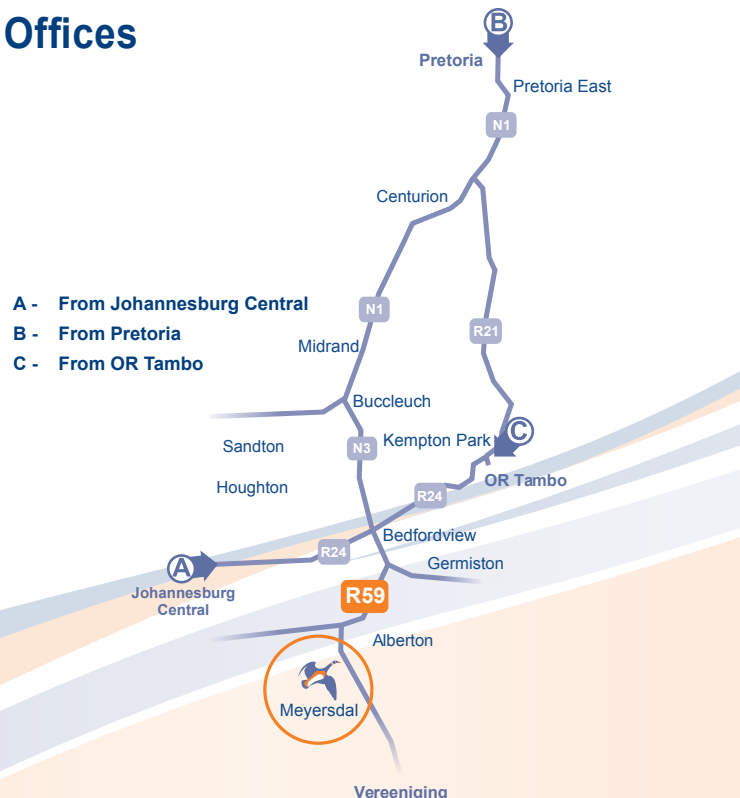 Offices
B
Pretoria
Pretoria East
N1
Centurion
A - From Johannesburg Central
B - From Pretoria
C - From OR Tambo
N1
R21
Midrand
Buccleuch
Sandton
N3
Kempton Park
C
OR Tambo
Houghton
R24
Bedfordview
R24
Germiston
A
Johannesburg
Central
R59
Alberton
Meyersdal
Vereeniging